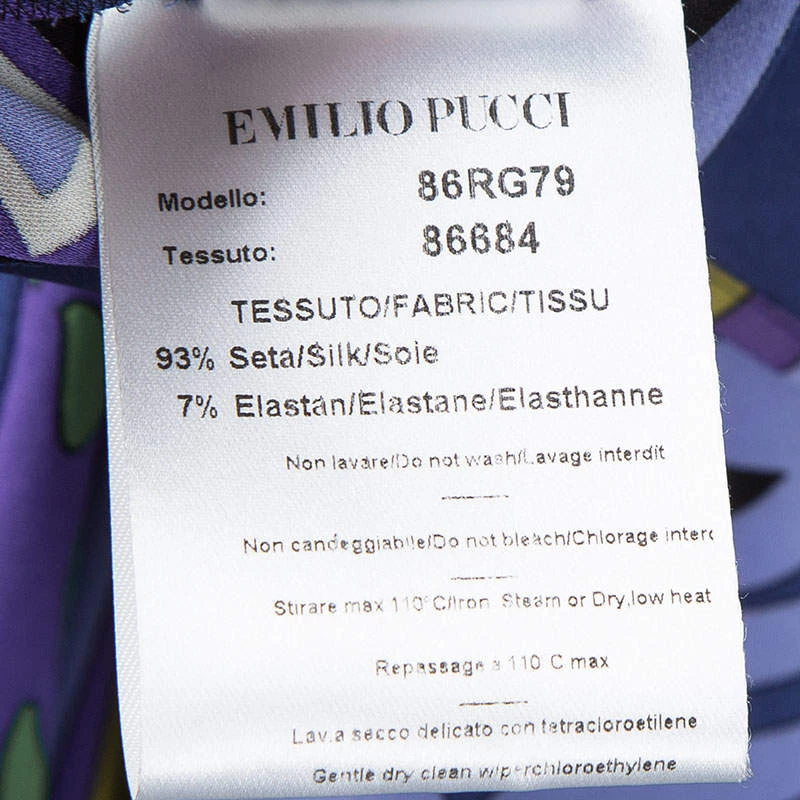 EMILIO PUCCI
Modello: 86RG79
Tessuto: 86684
TESSUTO/FABRIC/TISSU
93% Seta/Silk/Soie
7% Elastan/Elastane/Elasthanne
Non lavare/Do not wash/Lavage interdit
Non candeggiabile/Do not bleach/Chlorage interc
Stirare max 110°C/Iron Steam or Dry,low heat
Repassage a 110 C max
Lav.a secco delicato con tetracloroetilene
Gentle dry clean w/perchloroethylene